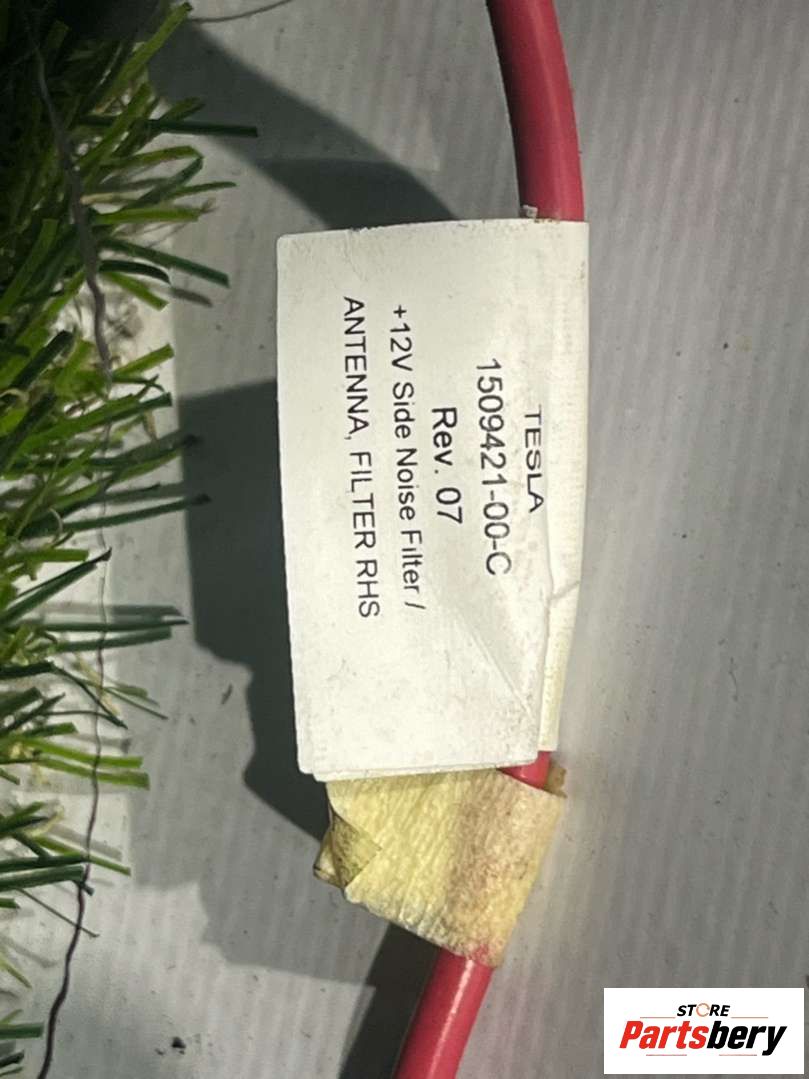 TESLA
1509421-00-C
Rev. 07
+12V Side Noise Filter /
ANTENNA, FILTER RHS
STORE
Partsbery